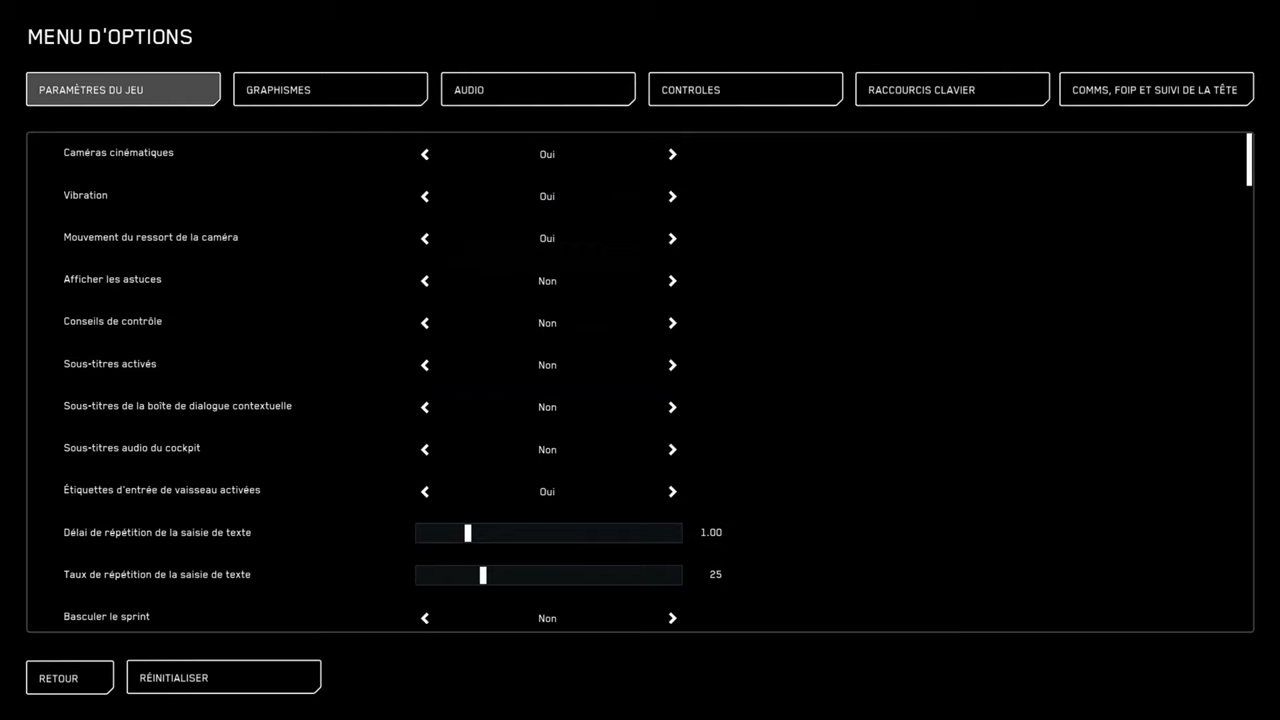 MENU D'OPTIONS
PARAMÈTRES DU JEU
GRAPHISMES
AUDIO
CONTROLES
RACCOURCIS CLAVIER
COMMS, FOIP ET SUIVI DE LA TÊTE
Caméras cinématiques Oui
Vibration Oui
Mouvement du ressort de la caméra Oui
Afficher les astuces Non
Conseils de contrôle Non
Sous-titres activés Non
Sous-titres de la boîte de dialogue contextuelle Non
Sous-titres audio du cockpit Non
Étiquettes d'entrée de vaisseau activées Oui
Délai de répétition de la saisie de texte 1.00
Taux de répétition de la saisie de texte 25
Basculer le sprint Non
RETOUR
RÉINITIALISER